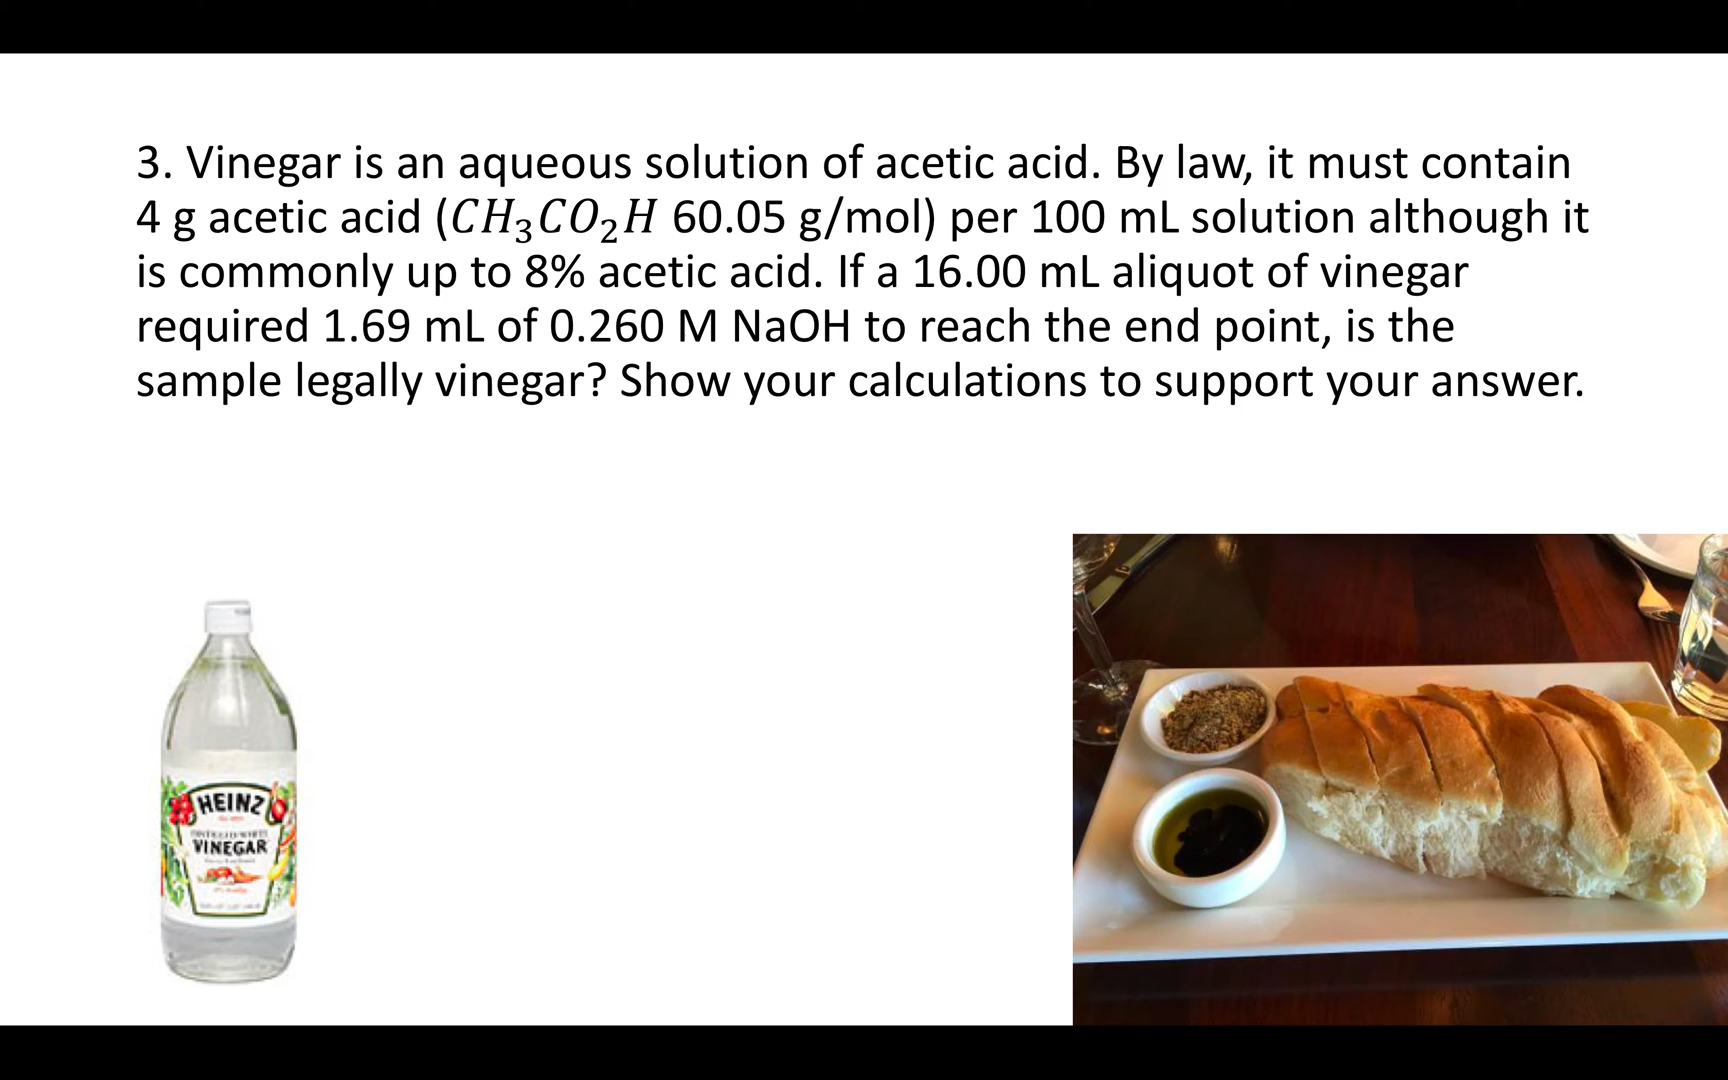 3. Vinegar is an aqueous solution of acetic acid. By law, it must contain
4 g acetic acid (CH₃CO₂H 60.05 g/mol) per 100 mL solution although it
is commonly up to 8% acetic acid. If a 16.00 mL aliquot of vinegar
required 1.69 mL of 0.260 M NaOH to reach the end point, is the
sample legally vinegar? Show your calculations to support your answer.
HEINZ
DISTILLED WHITE
VINEGAR